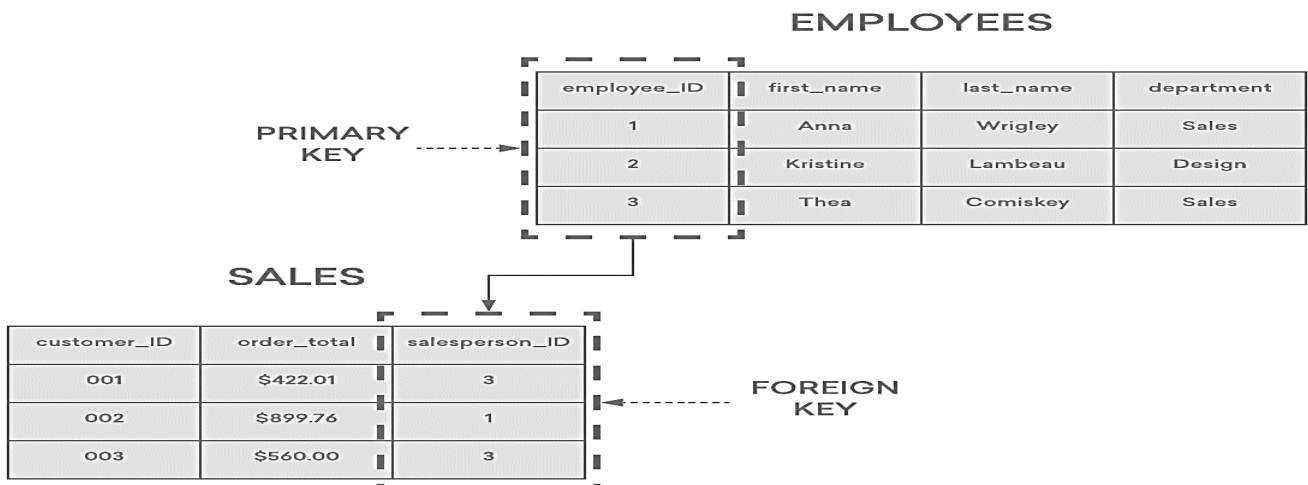 EMPLOYEES
employee_ID first_name last_name department
1 Anna Wrigley Sales
PRIMARY
KEY
2 Kristine Lambeau Design
3 Thea Comiskey Sales
SALES
customer_ID order_total salesperson_ID
001 $422.01 3
FOREIGN
KEY
002 $899.76 1
003 $560.00 3